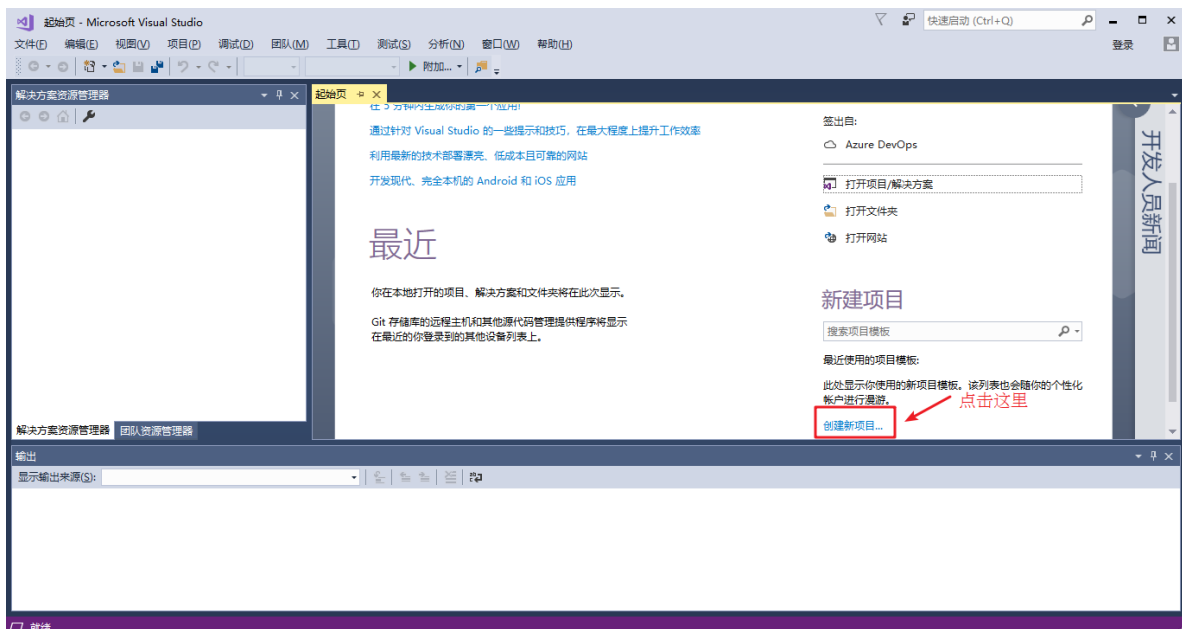 起始页 - Microsoft Visual Studio
快速启动 (Ctrl+Q)
文件(F) 编辑(E) 视图(V) 项目(P) 调试(D) 团队(M) 工具(T) 测试(S) 分析(N) 窗口(W) 帮助(H)
登录
附加...
解决方案资源管理器
起始页
在 5 分钟内生成你的第一个应用!
通过针对 Visual Studio 的一些提示和技巧，在最大程度上提升工作效率
利用最新的技术部署漂亮、低成本且可靠的网站
开发现代、完全本机的 Android 和 iOS 应用
最近
你在本地打开的项目、解决方案和文件夹将在此次显示。
Git 存储库的远程主机和其他源代码管理提供程序将显示
在最近的你登录到的其他设备列表上。
签出自:
Azure DevOps
打开项目/解决方案
打开文件夹
打开网站
新建项目
搜索项目模板
最近使用的项目模板:
此处显示你使用的新项目模板。该列表也会随你的个性化
帐户进行漫游。
点击这里
创建新项目...
开发人员新闻
解决方案资源管理器 团队资源管理器
输出
显示输出来源(S):
就绪